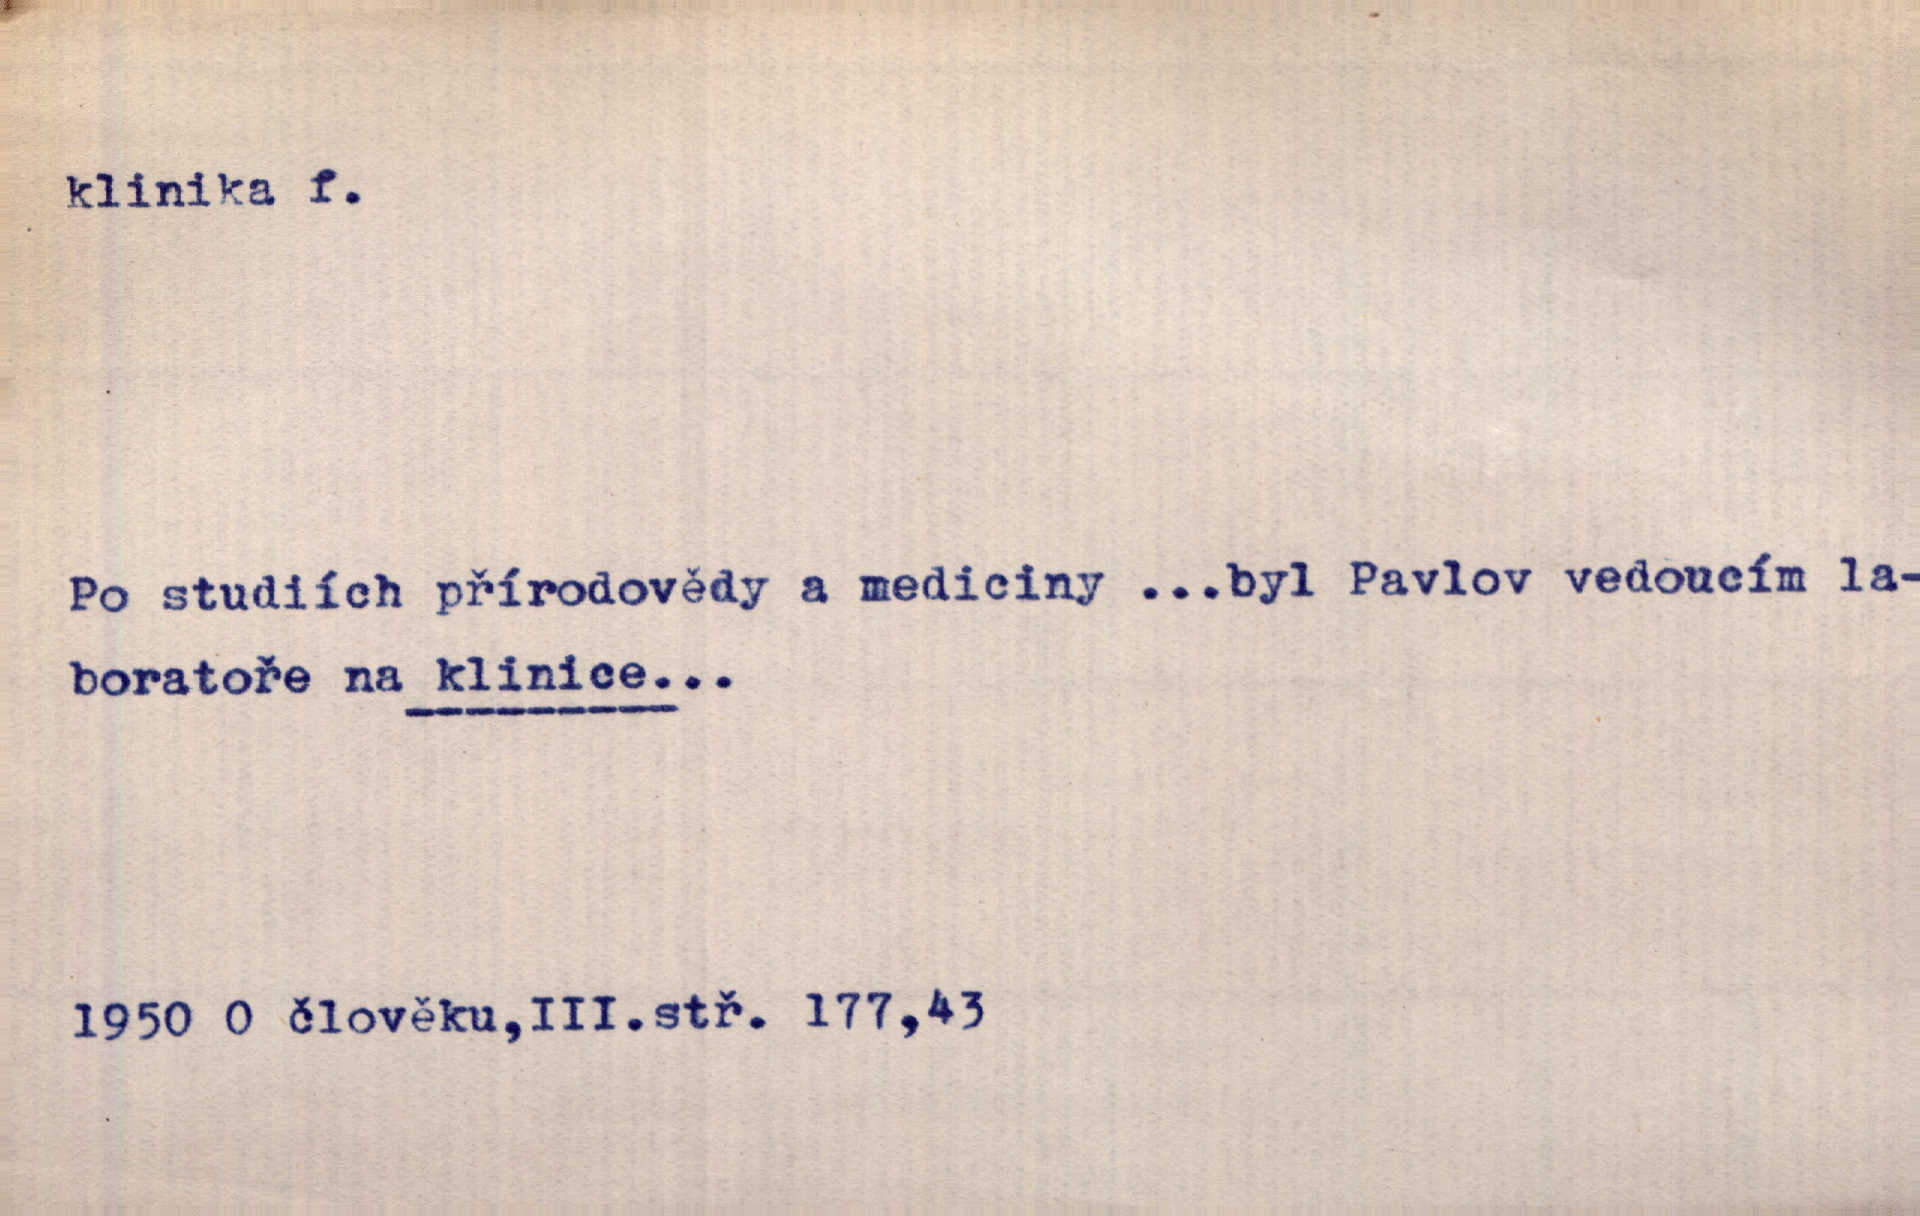 klinika f.
Po studiích přírodovědy a mediciny ...byl Pavlov vedoucím la-
boratoře na klinice...
1950 O člověku,III.stř. 177,43